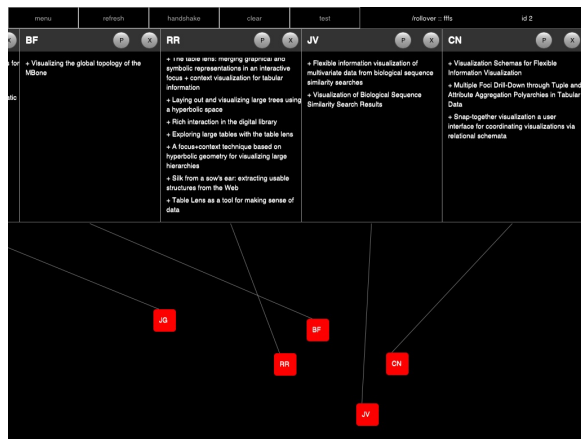 menu refresh handshake clear test /rollover :: fffs id 2
X
a for
atic
BF P X
+ Visualizing the global topology of the
MBone
RR P X
+ The table lens: merging graphical and
symbolic representations in an interactive
focus + context visualization for tabular
information
+ Laying out and visualizing large trees using
a hyperbolic space
+ Rich interaction in the digital library
+ Exploring large tables with the table lens
+ A focus+context technique based on
hyperbolic geometry for visualizing large
hierarchies
+ Silk from a sow's ear: extracting usable
structures from the Web
+ Table Lens as a tool for making sense of
data
JV P X
+ Flexible information visualization of
multivariate data from biological sequence
similarity searches
+ Visualization of Biological Sequence
Similarity Search Results
CN P X
+ Visualization Schemas for Flexible
Information Visualization
+ Multiple Foci Drill-Down through Tuple and
Attribute Aggregation Polyarchies in Tabular
Data
+ Snap-together visualization a user
interface for coordinating visualizations via
relational schemata
JG
BF
RR
CN
JV